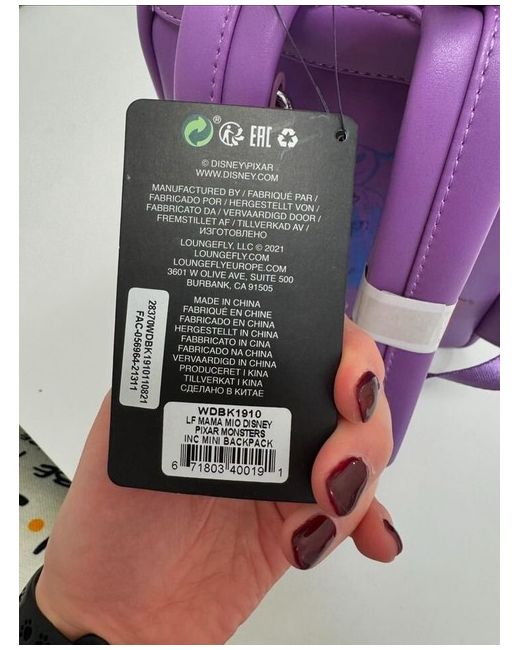 ® EAC
© DISNEY\PIXAR
WWW.DISNEY.COM
MANUFACTURED BY / FABRIQUÉ PAR /
FABRICADO POR / HERGESTELLT VON /
FABBRICATO DA / VERVAARDIGD DOOR /
FREMSTILLET AF / TILLVERKAD AV /
ИЗГОТОВЛЕНО
LOUNGEFLY, LLC © 2021
LOUNGEFLY.COM
LOUNGEFLYEUROPE.COM
3601 W OLIVE AVE, SUITE 500
BURBANK, CA 91505
MADE IN CHINA
FABRIQUÉ EN CHINE
FABRICADO EN CHINA
HERGESTELLT IN CHINA
FABBRICATO IN CINA
FABRICADO NA CHINA
VERVAARDIGD IN CHINA
PRODUCERET I KINA
TILLVERKAT I KINA
СДЕЛАНО В КИТАЕ
28370WDBK1910110821
FAC-056964-21311
WDBK1910
LF MAMA MIO DISNEY
PIXAR MONSTERS
INC MINI BACKPACK
6 71803 40019 1